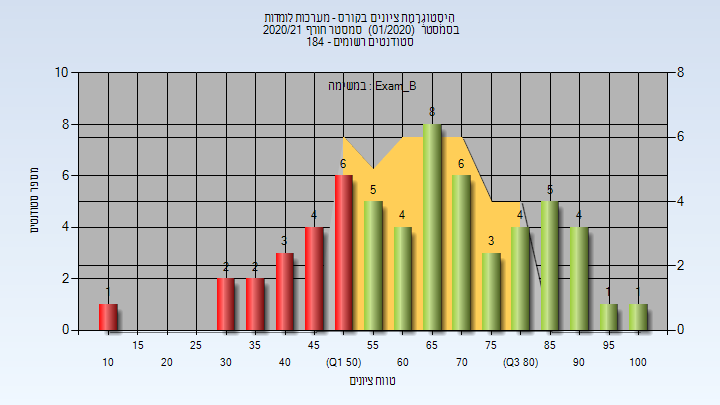 היסטוגרמת ציונים בקורס - מערכות לומדות
בסמסטר (01/2020) סמסטר חורף 2020/21
סטודנטים רשומים - 184
במשימה : Exam_B
10 8 6 4 2 0
8 6 4 2 0
מספר סטודנטים
1 2 2 3 4 6 5 4 8 6 3 4 5 4 1 1
15 25 35 45 55 65 75 85 95
10 20 30 40 (Q1 50) 60 70 (Q3 80) 90 100
טווח ציונים